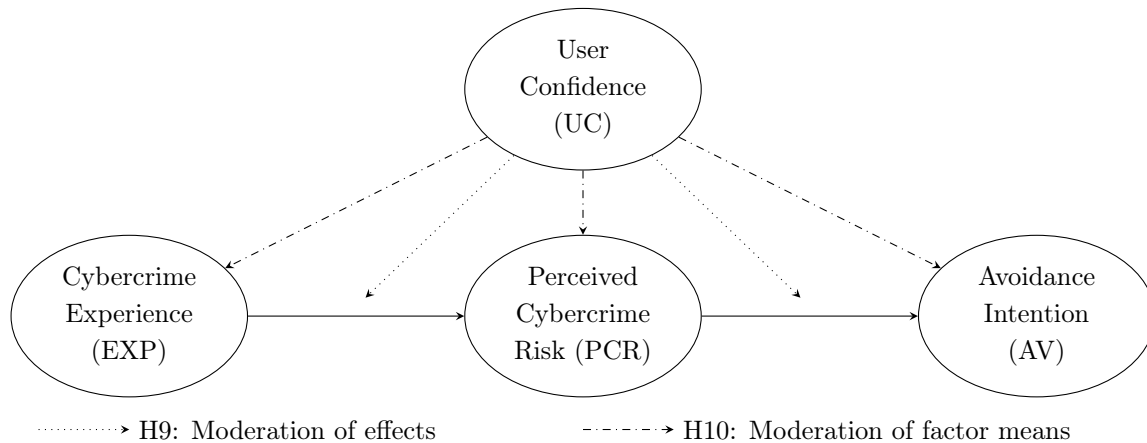 User
Confidence
(UC)
Cybercrime
Experience
(EXP)
Perceived
Cybercrime
Risk (PCR)
Avoidance
Intention
(AV)
H9: Moderation of effects
H10: Moderation of factor means